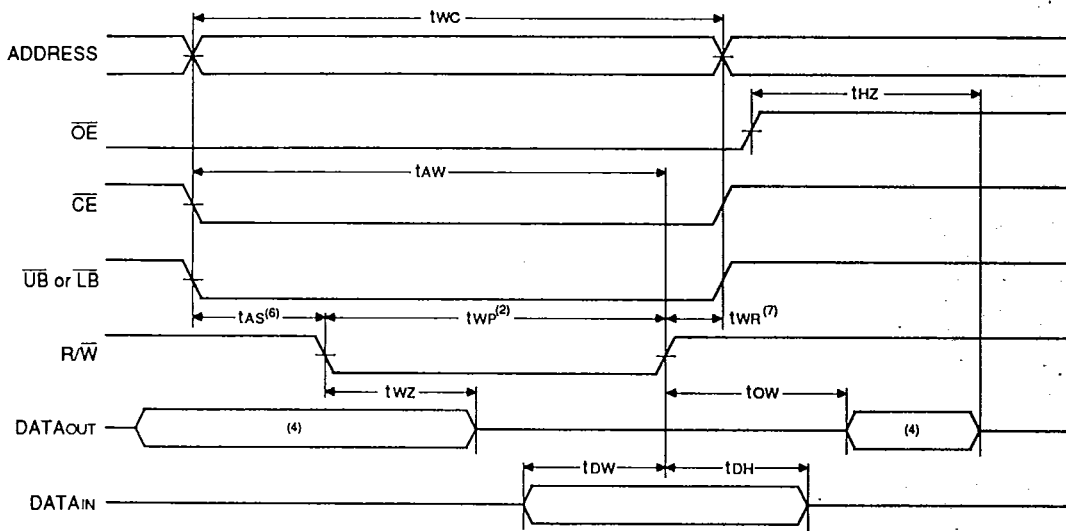 tWC
ADDRESS
tHZ
OE
tAW
CE
UB or LB
tAS(6) tWP(2) tWR(7)
R/W
tWZ tOW
DATAOUT (4) (4)
tDW tDH
DATAIN